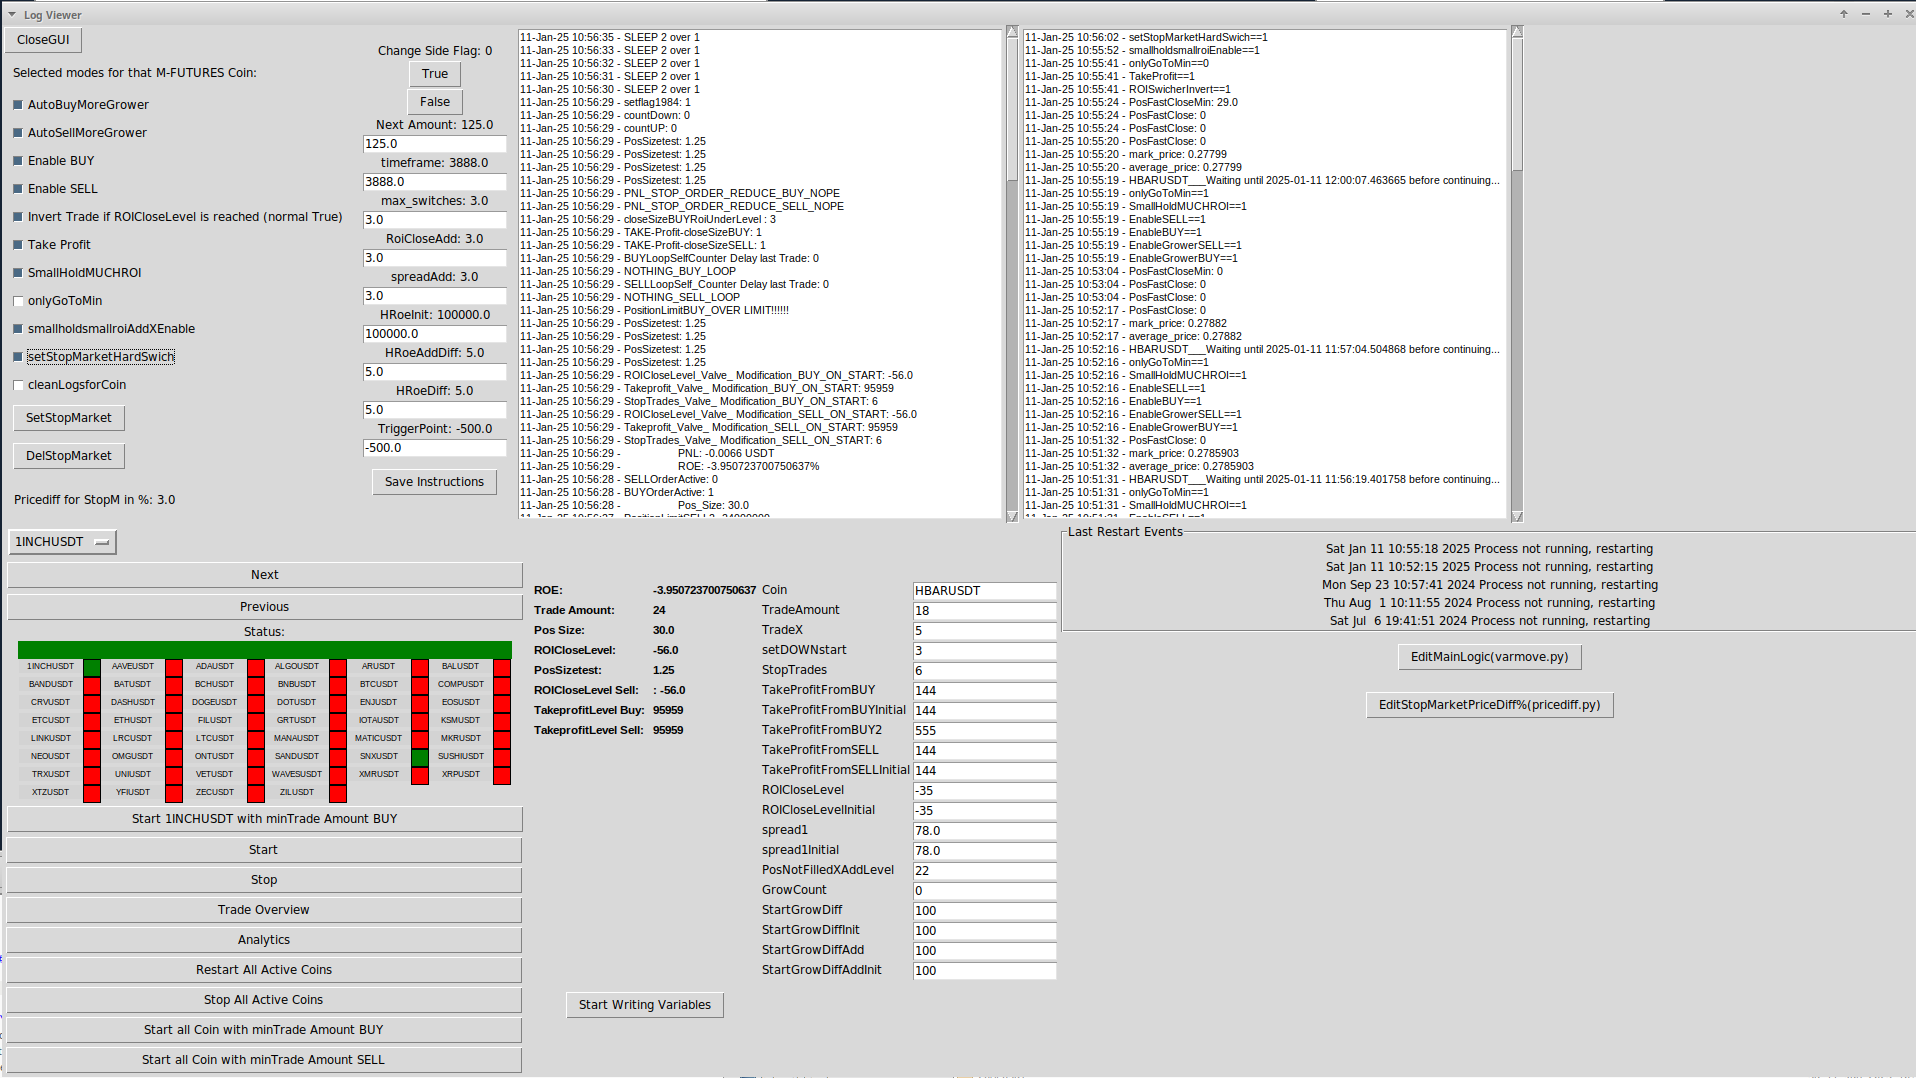 Log Viewer
CloseGUI
Selected modes for that M-FUTURES Coin:
AutoBuyMoreGrower
AutoSellMoreGrower
Enable BUY
Enable SELL
Invert Trade if ROICloseLevel is reached (normal True)
Take Profit
SmallHoldMUCHROI
onlyGoToMin
smallholdsmallroiAddXEnable
setStopMarketHardSwich
cleanLogsforCoin
SetStopMarket
DelStopMarket
Pricediff for StopM in %: 3.0
Change Side Flag: 0
True
False
Next Amount: 125.0
125.0
timeframe: 3888.0
3888.0
max_switches: 3.0
3.0
RoiCloseAdd: 3.0
3.0
spreadAdd: 3.0
3.0
HRoeInit: 100000.0
100000.0
HRoeAddDiff: 5.0
5.0
HRoeDiff: 5.0
5.0
TriggerPoint: -500.0
-500.0
Save Instructions
11-Jan-25 10:56:35 - SLEEP 2 over 1
11-Jan-25 10:56:33 - SLEEP 2 over 1
11-Jan-25 10:56:32 - SLEEP 2 over 1
11-Jan-25 10:56:31 - SLEEP 2 over 1
11-Jan-25 10:56:30 - SLEEP 2 over 1
11-Jan-25 10:56:29 - setflag1984: 1
11-Jan-25 10:56:29 - countDown: 0
11-Jan-25 10:56:29 - countUP: 0
11-Jan-25 10:56:29 - PosSizetest: 1.25
11-Jan-25 10:56:29 - PosSizetest: 1.25
11-Jan-25 10:56:29 - PosSizetest: 1.25
11-Jan-25 10:56:29 - PosSizetest: 1.25
11-Jan-25 10:56:29 - PNL_STOP_ORDER_REDUCE_BUY_NOPE
11-Jan-25 10:56:29 - PNL_STOP_ORDER_REDUCE_SELL_NOPE
11-Jan-25 10:56:29 - closeSizeBUYRoiUnderLevel : 3
11-Jan-25 10:56:29 - TAKE-Profit-closeSizeBUY: 1
11-Jan-25 10:56:29 - TAKE-Profit-closeSizeSELL: 1
11-Jan-25 10:56:29 - BUYLoopSelfCounter Delay last Trade: 0
11-Jan-25 10:56:29 - NOTHING_BUY_LOOP
11-Jan-25 10:56:29 - SELLLoopSelf_Counter Delay last Trade: 0
11-Jan-25 10:56:29 - NOTHING_SELL_LOOP
11-Jan-25 10:56:29 - PositionLimitBUY_OVER LIMIT!!!!!!
11-Jan-25 10:56:29 - PosSizetest: 1.25
11-Jan-25 10:56:29 - PosSizetest: 1.25
11-Jan-25 10:56:29 - PosSizetest: 1.25
11-Jan-25 10:56:29 - PosSizetest: 1.25
11-Jan-25 10:56:29 - ROICloseLevel_Valve_ Modification_BUY_ON_START: -56.0
11-Jan-25 10:56:29 - Takeprofit_Valve_ Modification_BUY_ON_START: 95959
11-Jan-25 10:56:29 - StopTrades_Valve_ Modification_BUY_ON_START: 6
11-Jan-25 10:56:29 - ROICloseLevel_Valve_ Modification_SELL_ON_START: -56.0
11-Jan-25 10:56:29 - Takeprofit_Valve_ Modification_SELL_ON_START: 95959
11-Jan-25 10:56:29 - StopTrades_Valve_ Modification_SELL_ON_START: 6
11-Jan-25 10:56:29 - PNL: -0.0066 USDT
11-Jan-25 10:56:29 - ROE: -3.950723700750637%
11-Jan-25 10:56:28 - SELLOrderActive: 0
11-Jan-25 10:56:28 - BUYOrderActive: 1
11-Jan-25 10:56:28 - Pos_Size: 30.0
11-Jan-25 10:56:02 - setStopMarketHardSwich==1
11-Jan-25 10:55:52 - smallholdsmallroiEnable==1
11-Jan-25 10:55:41 - onlyGoToMin==0
11-Jan-25 10:55:41 - TakeProfit==1
11-Jan-25 10:55:41 - ROISwicherInvert==1
11-Jan-25 10:55:24 - PosFastCloseMin: 29.0
11-Jan-25 10:55:24 - PosFastClose: 0
11-Jan-25 10:55:24 - PosFastClose: 0
11-Jan-25 10:55:24 - PosFastClose: 0
11-Jan-25 10:55:20 - mark_price: 0.27799
11-Jan-25 10:55:20 - average_price: 0.27799
11-Jan-25 10:55:19 - HBARUSDT___Waiting until 2025-01-11 12:00:07.463665 before continuing...
11-Jan-25 10:55:19 - onlyGoToMin==1
11-Jan-25 10:55:19 - SmallHoldMUCHROI==1
11-Jan-25 10:55:19 - EnableSELL==1
11-Jan-25 10:55:19 - EnableBUY==1
11-Jan-25 10:55:19 - EnableGrowerSELL==1
11-Jan-25 10:55:19 - EnableGrowerBUY==1
11-Jan-25 10:53:04 - PosFastCloseMin: 0
11-Jan-25 10:53:04 - PosFastClose: 0
11-Jan-25 10:53:04 - PosFastClose: 0
11-Jan-25 10:52:17 - PosFastClose: 0
11-Jan-25 10:52:17 - mark_price: 0.27882
11-Jan-25 10:52:17 - average_price: 0.27882
11-Jan-25 10:52:16 - HBARUSDT___Waiting until 2025-01-11 11:57:04.504868 before continuing...
11-Jan-25 10:52:16 - onlyGoToMin==1
11-Jan-25 10:52:16 - SmallHoldMUCHROI==1
11-Jan-25 10:52:16 - EnableSELL==1
11-Jan-25 10:52:16 - EnableBUY==1
11-Jan-25 10:52:16 - EnableGrowerSELL==1
11-Jan-25 10:52:16 - EnableGrowerBUY==1
11-Jan-25 10:51:32 - PosFastClose: 0
11-Jan-25 10:51:32 - mark_price: 0.2785903
11-Jan-25 10:51:32 - average_price: 0.2785903
11-Jan-25 10:51:31 - HBARUSDT___Waiting until 2025-01-11 11:56:19.401758 before continuing...
11-Jan-25 10:51:31 - onlyGoToMin==1
11-Jan-25 10:51:31 - SmallHoldMUCHROI==1
1INCHUSDT
Next
Previous
Status:
1INCHUSDT AAVEUSDT ADAUSDT ALGOUSDT ARUSDT BALUSDT
BANDUSDT BATUSDT BCHUSDT BNBUSDT BTCUSDT COMPUSDT
CRVUSDT DASHUSDT DOGEUSDT DOTUSDT ENJUSDT EOSUSDT
ETCUSDT ETHUSDT FILUSDT GRTUSDT IOTAUSDT KSMUSDT
LINKUSDT LRCUSDT LTCUSDT MANAUSDT MATICUSDT MKRUSDT
NEOUSDT OMGUSDT ONTUSDT SANDUSDT SNXUSDT SUSHIUSDT
TRXUSDT UNIUSDT VETUSDT WAVESUSDT XMRUSDT XRPUSDT
XTZUSDT YFIUSDT ZECUSDT ZILUSDT
Start 1INCHUSDT with minTrade Amount BUY
Start
Stop
Trade Overview
Analytics
Restart All Active Coins
Stop All Active Coins
Start all Coin with minTrade Amount BUY
Start all Coin with minTrade Amount SELL
ROE: -3.950723700750637
Trade Amount: 24
Pos Size: 30.0
ROICloseLevel: -56.0
PosSizetest: 1.25
ROICloseLevel Sell: : -56.0
TakeprofitLevel Buy: 95959
TakeprofitLevel Sell: 95959
Coin HBARUSDT
TradeAmount 18
TradeX 5
setDOWNstart 3
StopTrades 6
TakeProfitFromBUY 144
TakeProfitFromBUYInitial 144
TakeProfitFromBUY2 555
TakeProfitFromSELL 144
TakeProfitFromSELLInitial 144
ROICloseLevel -35
ROICloseLevelInitial -35
spread1 78.0
spread1Initial 78.0
PosNotFilledXAddLevel 22
GrowCount 0
StartGrowDiff 100
StartGrowDiffInit 100
StartGrowDiffAdd 100
StartGrowDiffAddInit 100
Start Writing Variables
Last Restart Events
Sat Jan 11 10:55:18 2025 Process not running, restarting
Sat Jan 11 10:52:15 2025 Process not running, restarting
Mon Sep 23 10:57:41 2024 Process not running, restarting
Thu Aug  1 10:11:55 2024 Process not running, restarting
Sat Jul  6 19:41:51 2024 Process not running, restarting
EditMainLogic(varmove.py)
EditStopMarketPriceDiff%(pricediff.py)